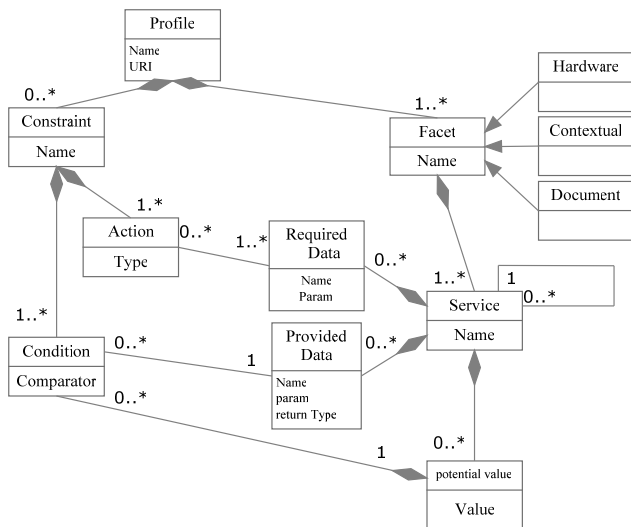 Profile
Name
URI
0..*
1..*
Hardware
Constraint
Name
Facet
Name
Contextual
Document
1.*
Action
Type
0..*
1..*
Required
Data
Name
Param
0..*
1..*
1
0..*
Service
Name
1..*
Condition
Comparator
0..*
0..*
1
Provided
Data
Name
param
return Type
0..*
1
0..*
potential value
Value